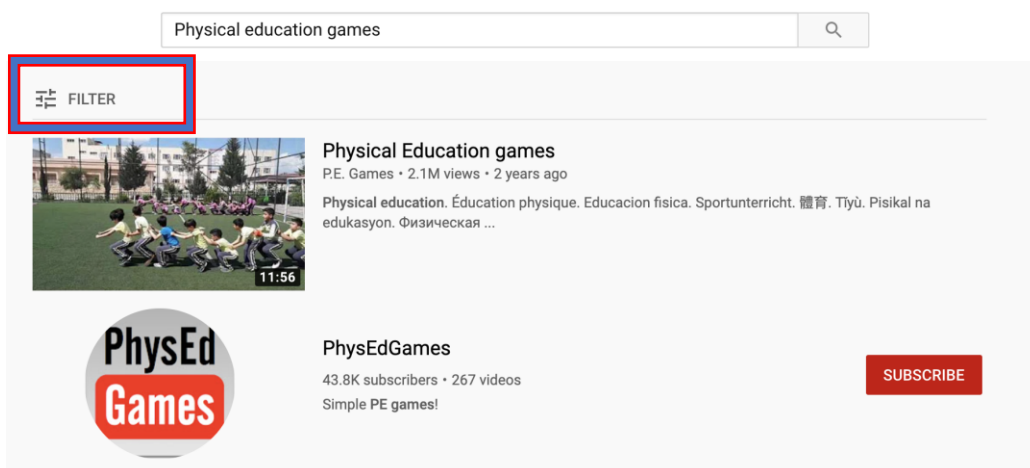 Physical education games
FILTER
Physical Education games
P.E. Games • 2.1M views • 2 years ago
Physical education. Éducation physique. Educacion fisica. Sportunterricht. 體育. Tǐyù. Pisikal na
edukasyon. Физическая ...
11:56
PhysEd
Games
PhysEdGames
43.8K subscribers • 267 videos
Simple PE games!
SUBSCRIBE